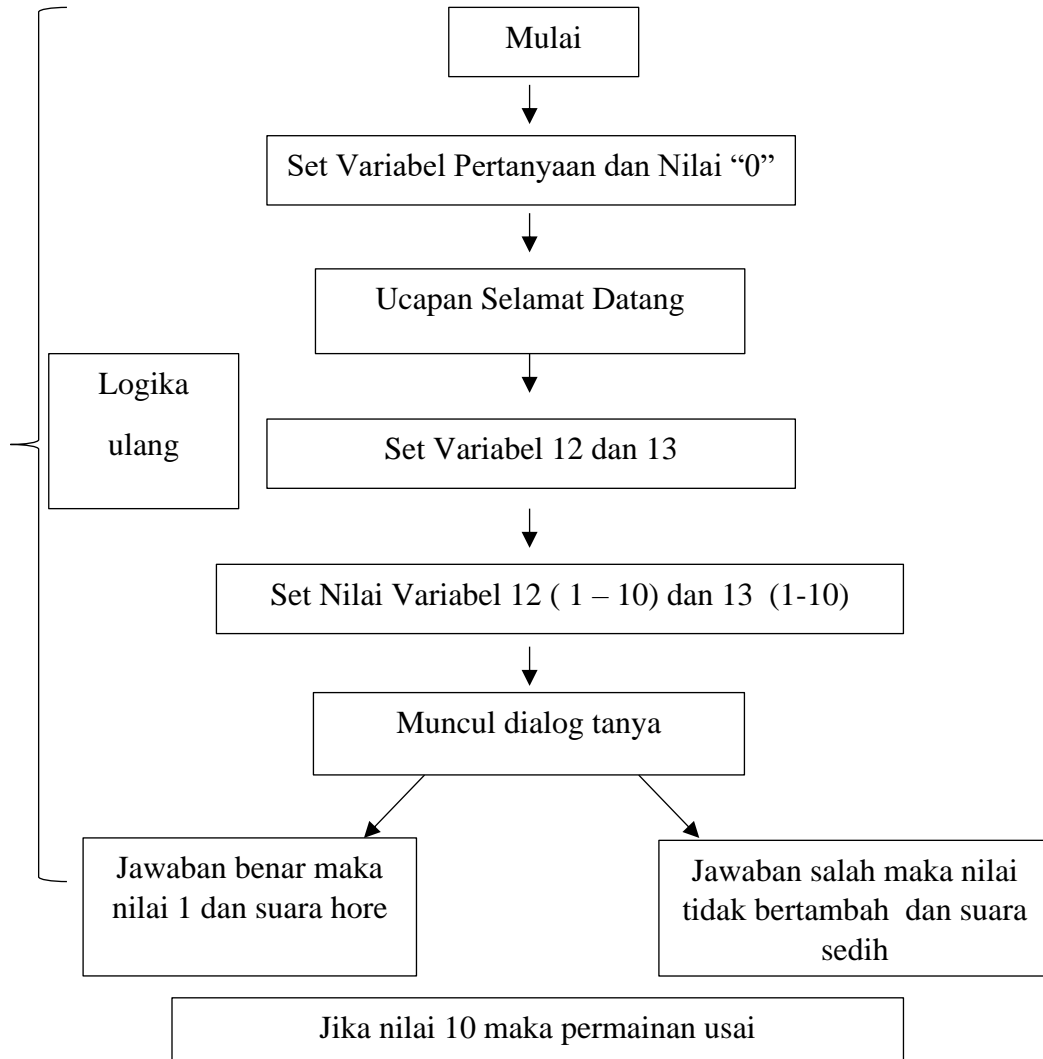 Mulai
Set Variabel Pertanyaan dan Nilai “0”
Ucapan Selamat Datang
Logika
ulang
Set Variabel 12 dan 13
Set Nilai Variabel 12 ( 1 – 10) dan 13 (1-10)
Muncul dialog tanya
Jawaban benar maka
nilai 1 dan suara hore
Jawaban salah maka nilai
tidak bertambah dan suara
sedih
Jika nilai 10 maka permainan usai